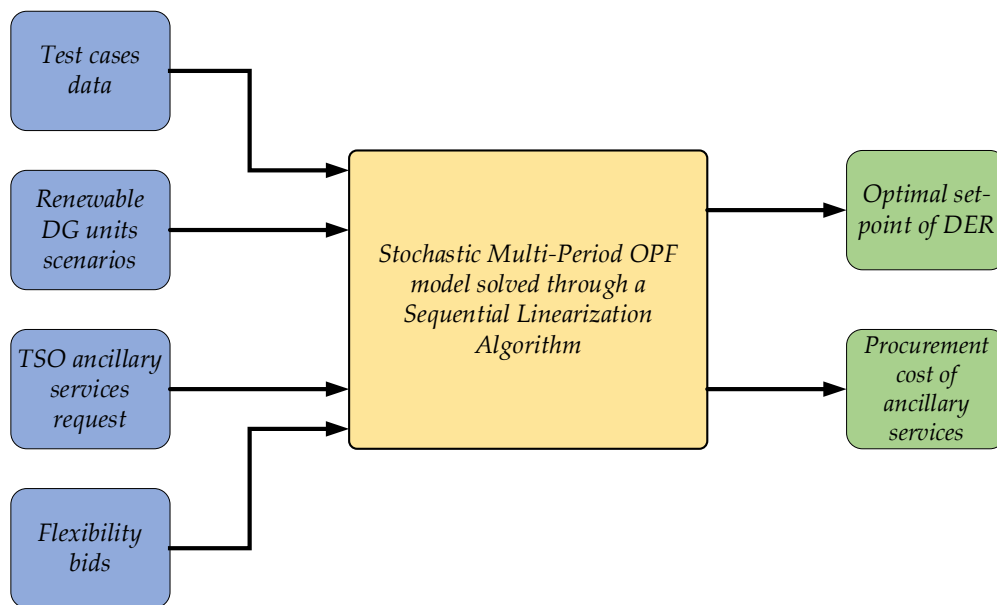 Test cases
data
Renewable
DG units
scenarios
TSO ancillary
services
request
Flexibility
bids
Stochastic Multi-Period OPF
model solved through a
Sequential Linearization
Algorithm
Optimal set-
point of DER
Procurement
cost of
ancillary
services